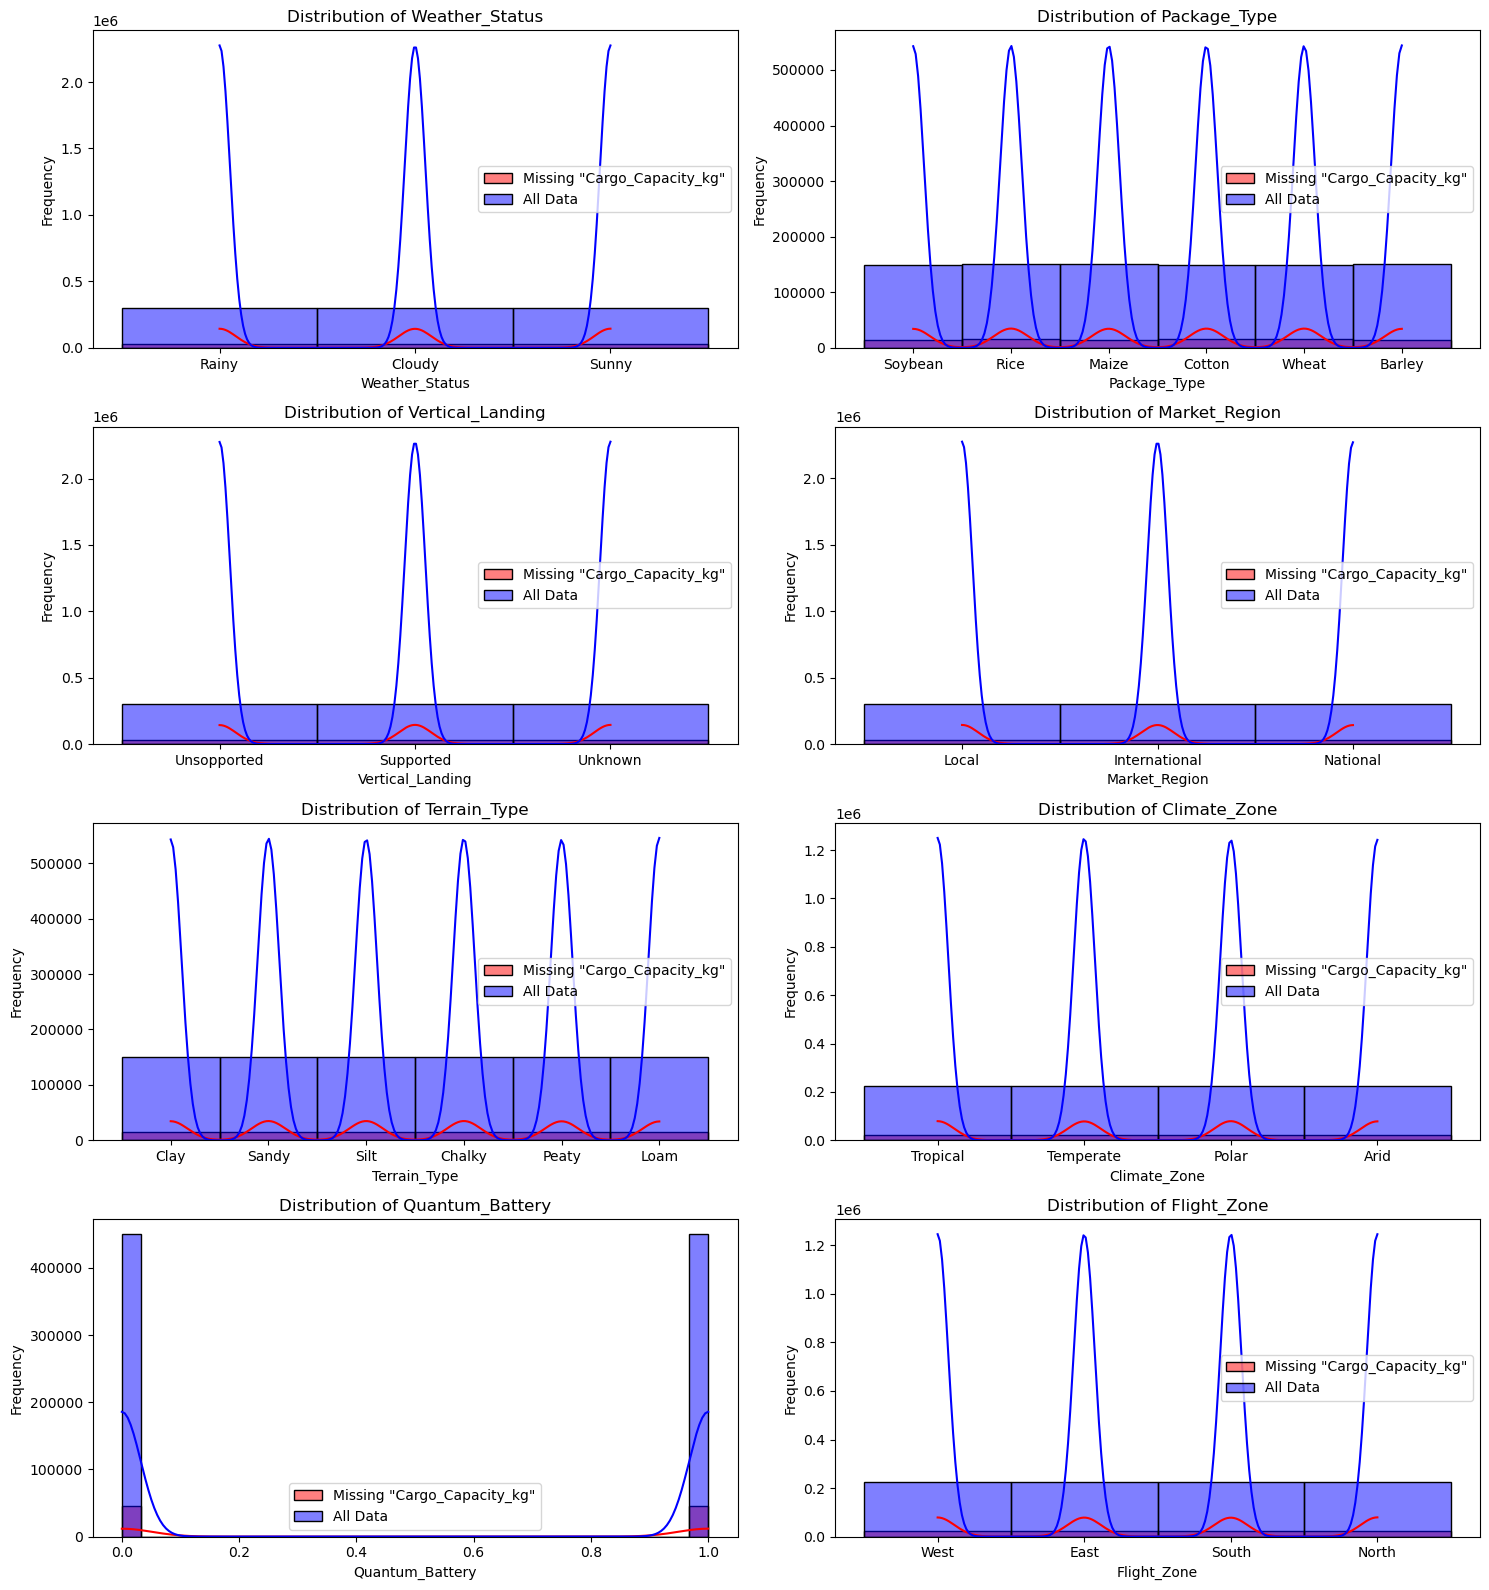 Distribution of Weather_Status
1e6
2.0
1.5
1.0
0.5
0.0
Frequency
Missing "Cargo_Capacity_kg"
All Data
Rainy Cloudy Sunny
Weather_Status
Distribution of Package_Type
500000
400000
300000
200000
100000
0
Frequency
Missing "Cargo_Capacity_kg"
All Data
Soybean Rice Maize Cotton Wheat Barley
Package_Type
Distribution of Vertical_Landing
1e6
2.0
1.5
1.0
0.5
0.0
Frequency
Missing "Cargo_Capacity_kg"
All Data
Unsopported Supported Unknown
Vertical_Landing
Distribution of Market_Region
1e6
2.0
1.5
1.0
0.5
0.0
Frequency
Missing "Cargo_Capacity_kg"
All Data
Local International National
Market_Region
Distribution of Terrain_Type
500000
400000
300000
200000
100000
0
Frequency
Missing "Cargo_Capacity_kg"
All Data
Clay Sandy Silt Chalky Peaty Loam
Terrain_Type
Distribution of Climate_Zone
1e6
1.2
1.0
0.8
0.6
0.4
0.2
0.0
Frequency
Missing "Cargo_Capacity_kg"
All Data
Tropical Temperate Polar Arid
Climate_Zone
Distribution of Quantum_Battery
400000
300000
200000
100000
0
Frequency
Missing "Cargo_Capacity_kg"
All Data
0.0 0.2 0.4 0.6 0.8 1.0
Quantum_Battery
Distribution of Flight_Zone
1e6
1.2
1.0
0.8
0.6
0.4
0.2
0.0
Frequency
Missing "Cargo_Capacity_kg"
All Data
West East South North
Flight_Zone